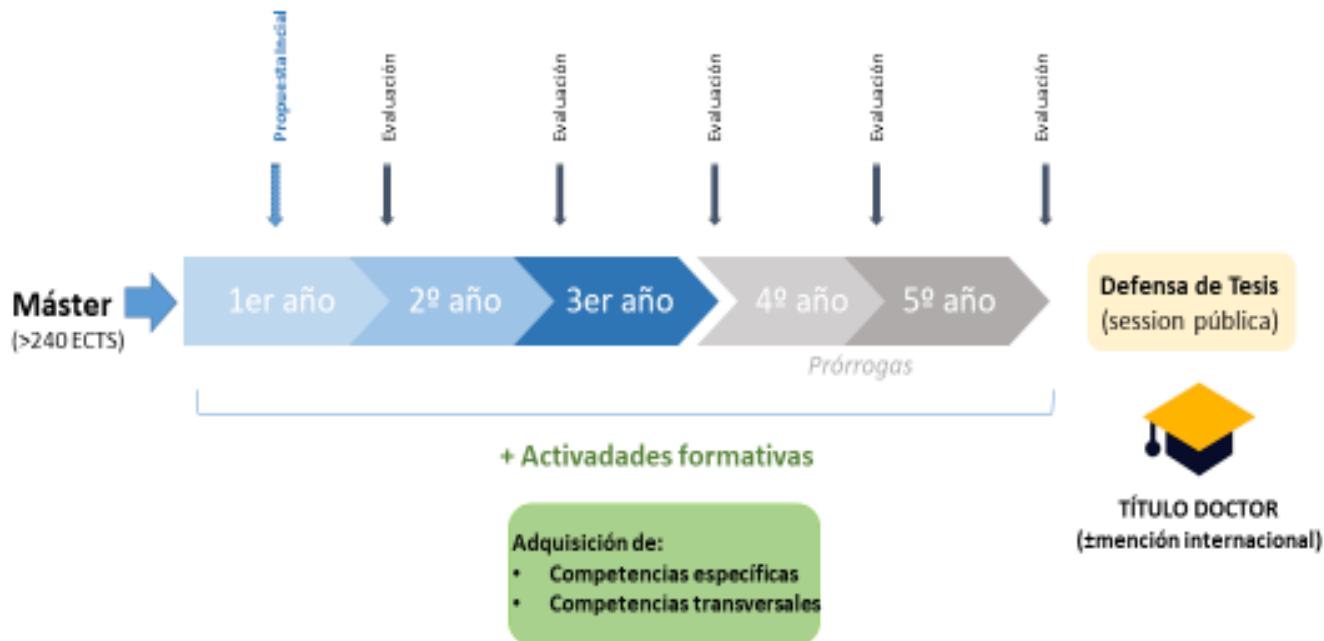 Propuesta Incial
Evaluación
Evaluación
Evaluación
Evaluación
Evaluación
Máster
(>240 ECTS)
1er año
2º año
3er año
4º año
5º año
Prórrogas
Defensa de Tesis
(session pública)
+ Activadades formativas
TÍTULO DOCTOR
(±mención internacional)
Adquisición de:
• Competencias específicas
• Competencias transversales